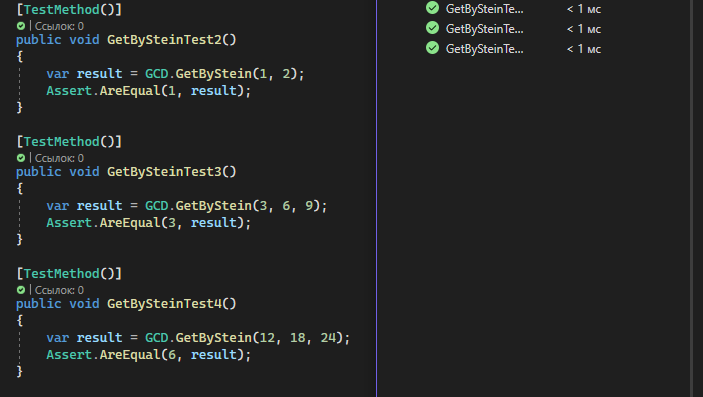 [TestMethod()]
| Ссылок: 0
public void GetBySteinTest2()
{
var result = GCD.GetByStein(1, 2);
Assert.AreEqual(1, result);
}
[TestMethod()]
| Ссылок: 0
public void GetBySteinTest3()
{
var result = GCD.GetByStein(3, 6, 9);
Assert.AreEqual(3, result);
}
[TestMethod()]
| Ссылок: 0
public void GetBySteinTest4()
{
var result = GCD.GetByStein(12, 18, 24);
Assert.AreEqual(6, result);
}
GetBySteinTe... < 1 мс
GetBySteinTe... < 1 мс
GetBySteinTe... < 1 мс